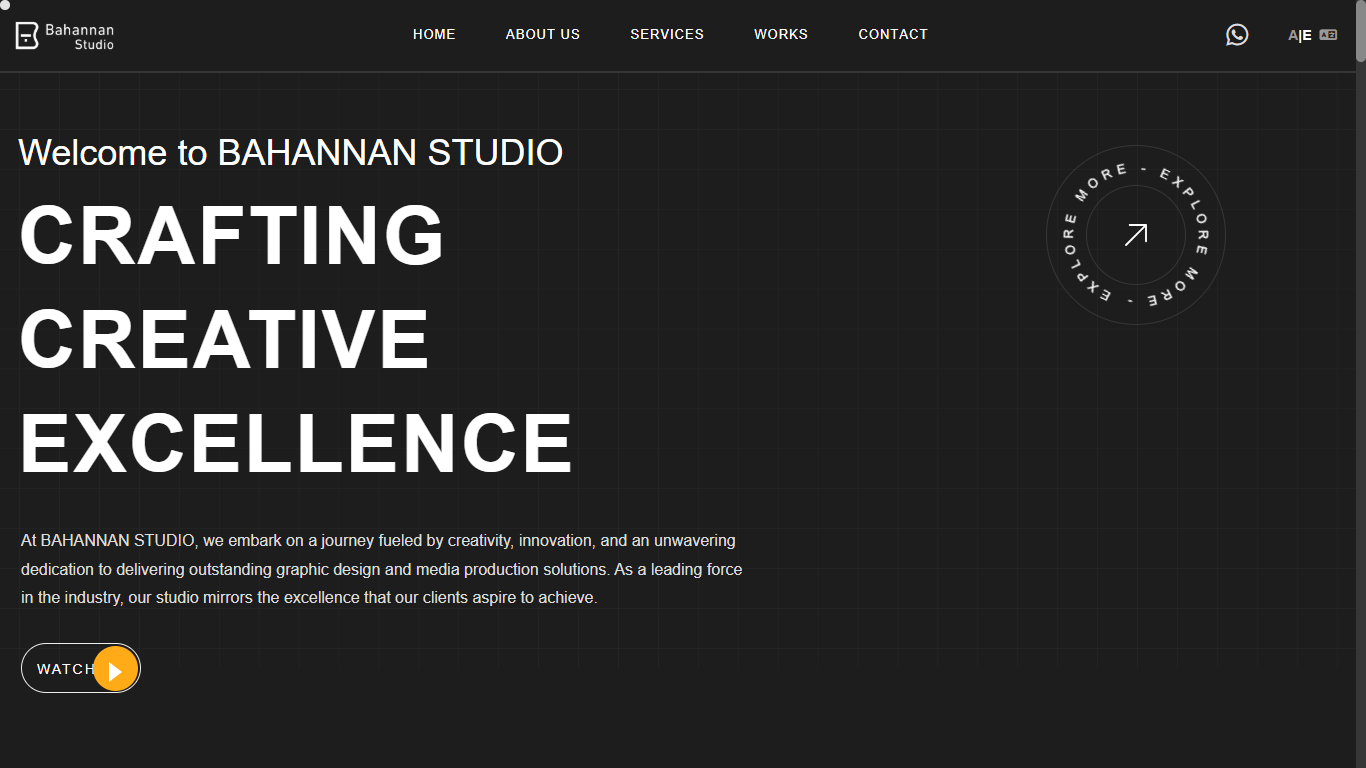 Bahannan
Studio
HOME
ABOUT US
SERVICES
WORKS
CONTACT
A|E
Welcome to BAHANNAN STUDIO
CRAFTING
CREATIVE
EXCELLENCE
EXPLORE MORE - EXPLORE MORE -
At BAHANNAN STUDIO, we embark on a journey fueled by creativity, innovation, and an unwavering
dedication to delivering outstanding graphic design and media production solutions. As a leading force
in the industry, our studio mirrors the excellence that our clients aspire to achieve.
WATCH